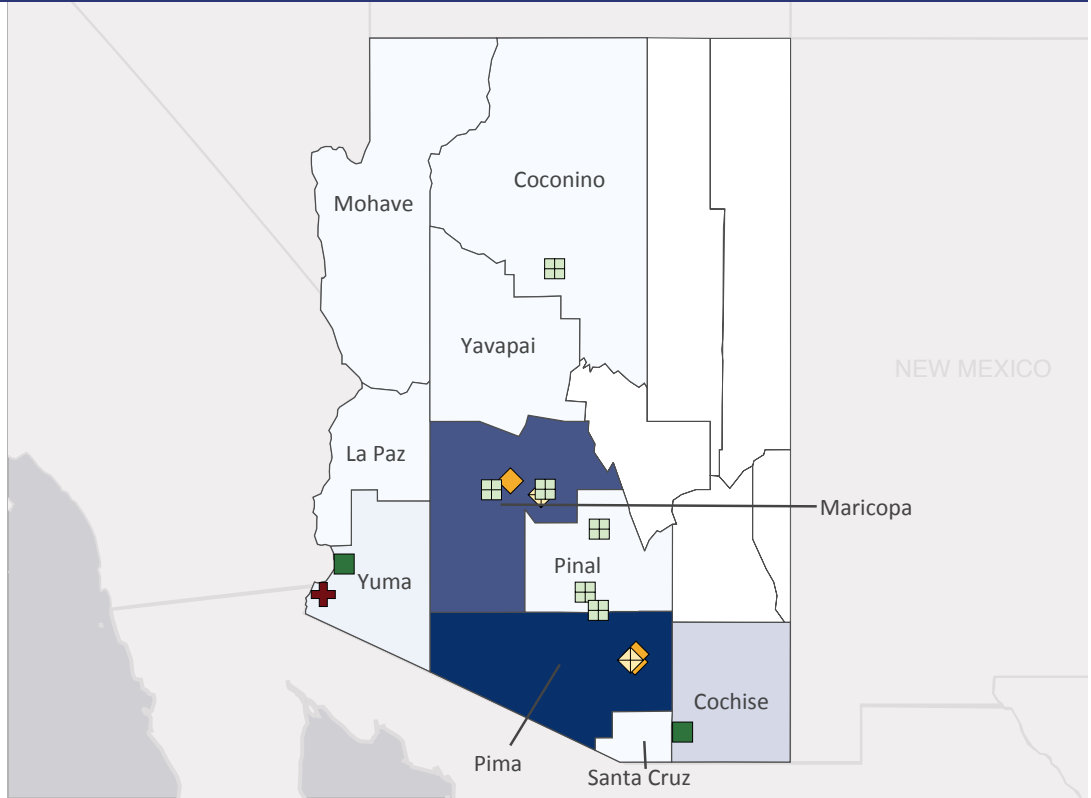 Coconino
Mohave
Yavapai
NEW MEXICO
La Paz
Maricopa
Pinal
Yuma
Cochise
Pima
Santa Cruz